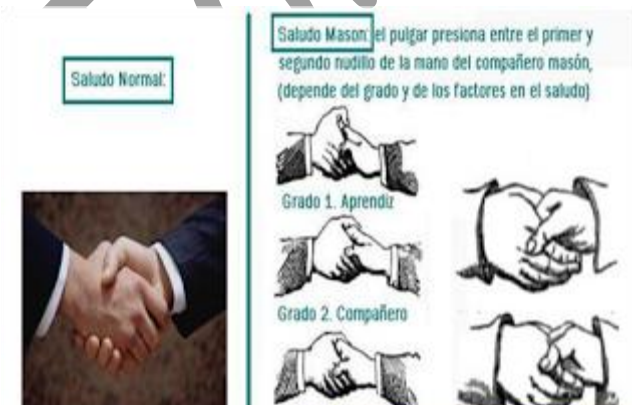 Saludo Normal:
Saludo Mason: el pulgar presiona entre el primer y
segundo nudillo de la mano del compañero masón,
(depende del grado y de los factores en el saludo)
Grado 1. Aprendiz
Grado 2. Compañero